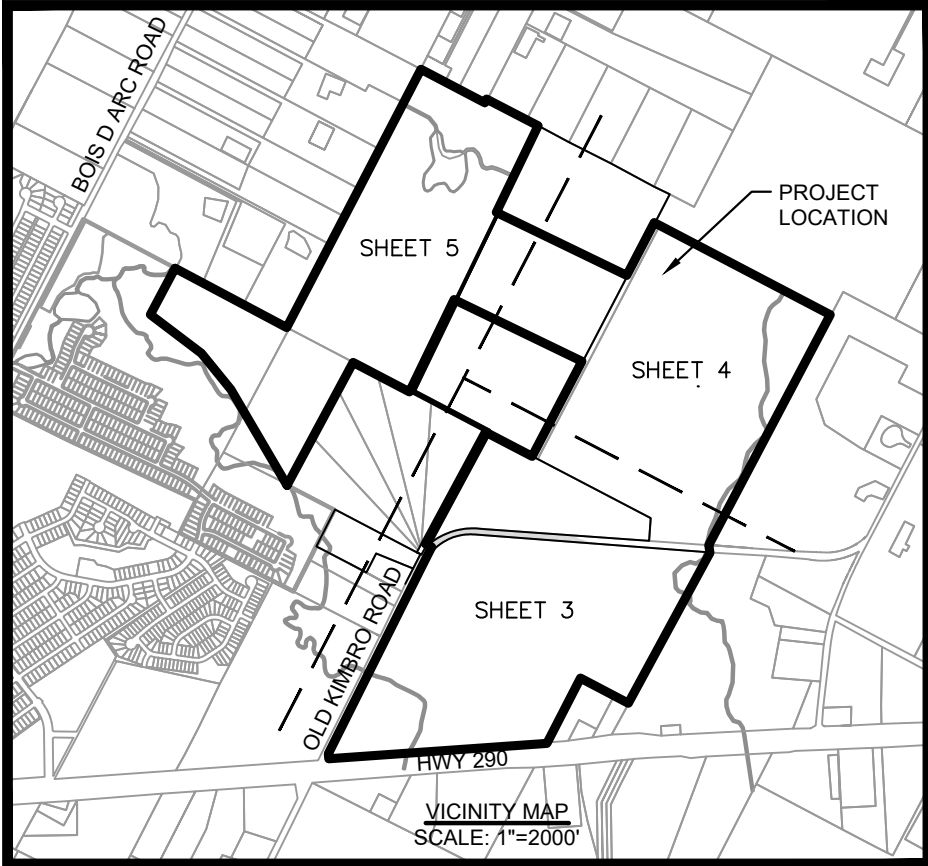 BOIS D ARC ROAD
PROJECT
LOCATION
SHEET 5
SHEET 4
SHEET 3
OLD KIMBRO ROAD
HWY 290
VICINITY MAP
SCALE: 1"=2000'